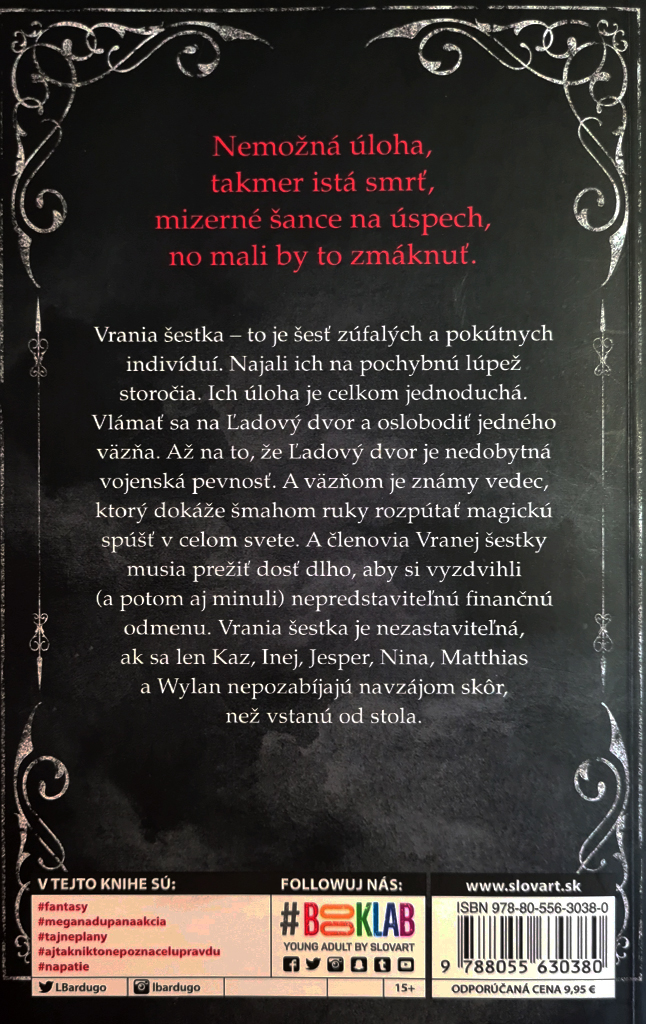 Nemožná úloha,
takmer istá smrť,
mizerné šance na úspech,
no mali by to zmáknuť.
Vrania šestka – to je šesť zúfalých a pokútnych
indivíduí. Najali ich na pochybnú lúpež
storočia. Ich úloha je celkom jednoduchá.
Vlámať sa na Ľadový dvor a oslobodiť jedného
väzňa. Až na to, že Ľadový dvor je nedobytná
vojenská pevnosť. A väzňom je známy vedec,
ktorý dokáže šmahom ruky rozpútať magickú
spúšť v celom svete. A členovia Vranej šestky
musia prežiť dosť dlho, aby si vyzdvihli
(a potom aj minuli) nepredstaviteľnú finančnú
odmenu. Vrania šestka je nezastaviteľná,
ak sa len Kaz, Inej, Jesper, Nina, Matthias
a Wylan nepozabíjajú navzájom skôr,
než vstanú od stola.
V TEJTO KNIHE SÚ:
#fantasy
#meganadupanaakcia
#tajneplany
#ajtakniktonepoznacelupravdu
#napatie
LBardugo
lbardugo
15+
FOLLOWUJ NÁS:
#BOOKLAB
YOUNG ADULT BY SLOVART
www.slovart.sk
ISBN 978-80-556-3038-0
9 788055 630380
ODPORÚČANÁ CENA 9,95 €